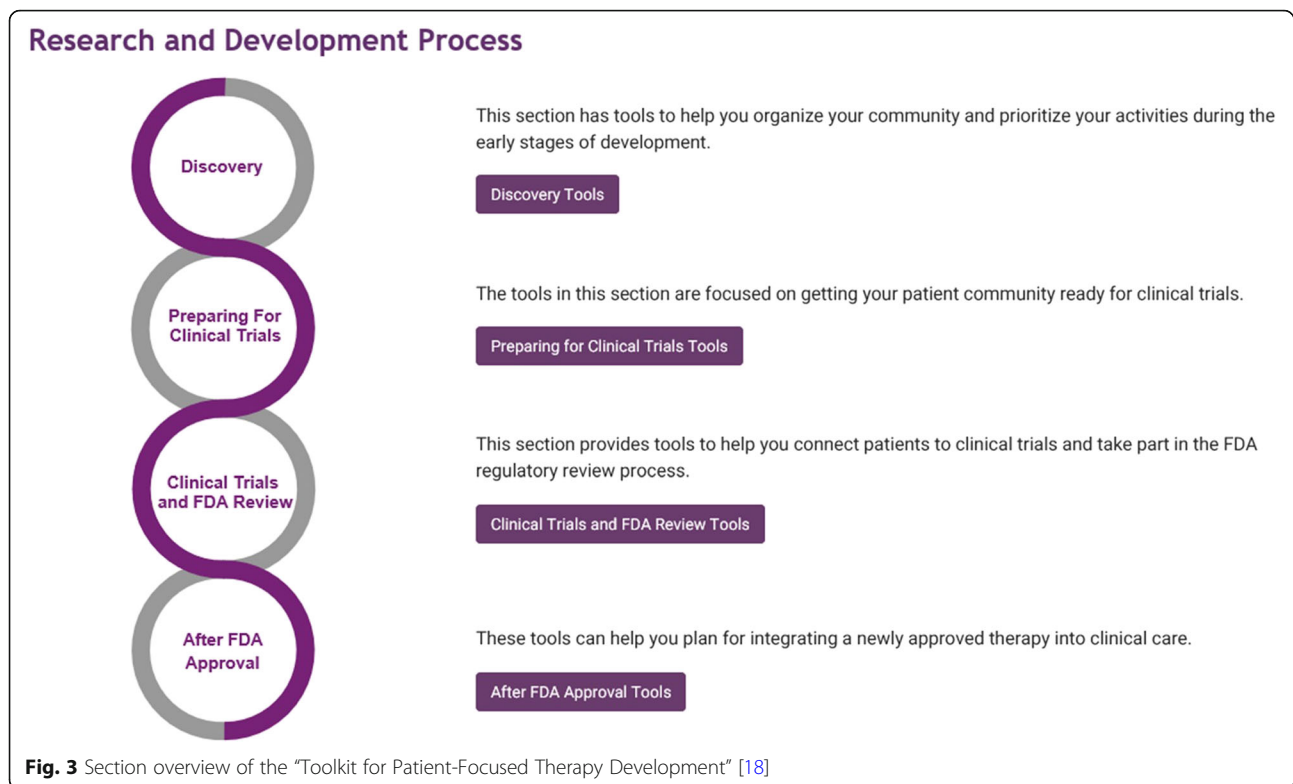 Research and Development Process
Discovery
This section has tools to help you organize your community and prioritize your activities during the
early stages of development.
Discovery Tools
Preparing For
Clinical Trials
The tools in this section are focused on getting your patient community ready for clinical trials.
Preparing for Clinical Trials Tools
Clinical Trials
and FDA Review
This section provides tools to help you connect patients to clinical trials and take part in the FDA
regulatory review process.
Clinical Trials and FDA Review Tools
After FDA
Approval
These tools can help you plan for integrating a newly approved therapy into clinical care.
After FDA Approval Tools
Fig. 3 Section overview of the “Toolkit for Patient-Focused Therapy Development” [18]